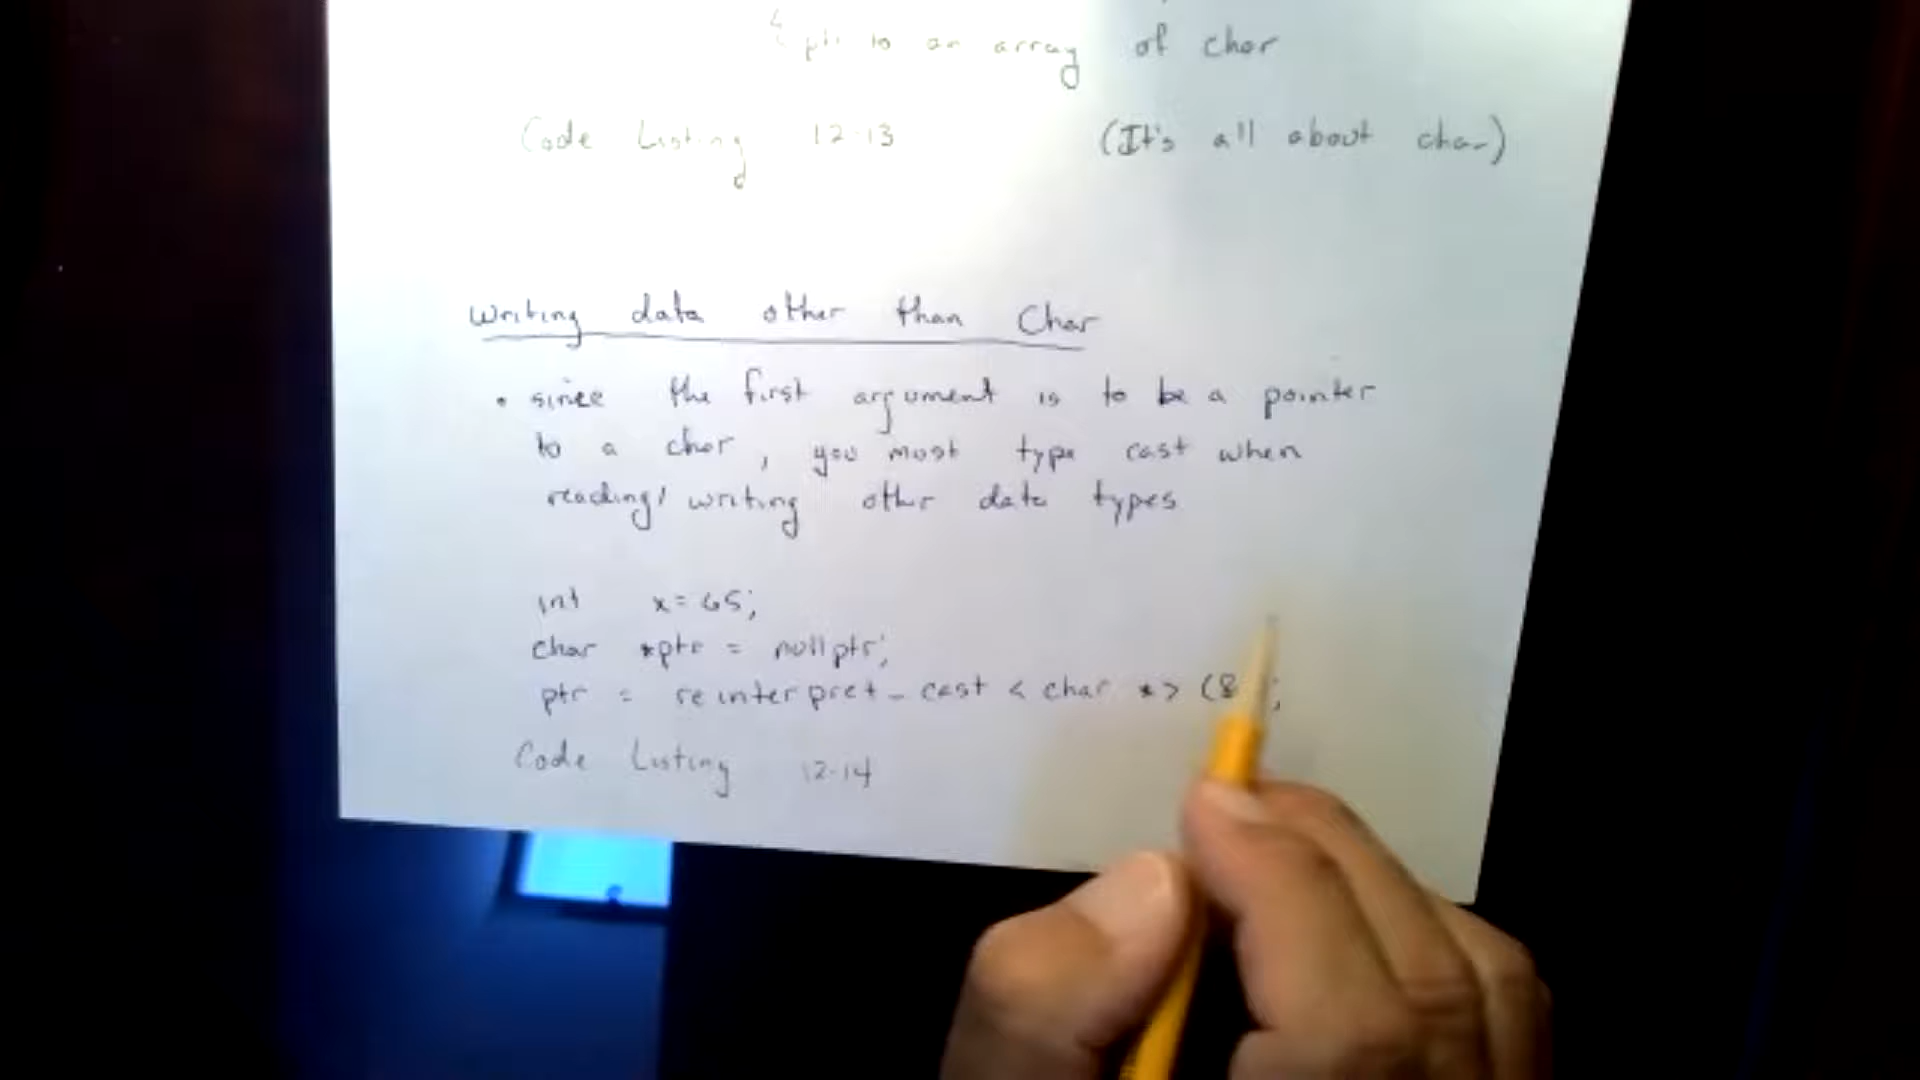 ptr to an array of char
Code Listing 12-13 (It's all about char)
Writing data other than Char
• since the first argument is to be a pointer
to a char, you must type cast when
reading/writing other data types
int x = 65;
char *ptr = nullptr;
ptr = reinterpret_cast < char *> (& ;
Code Listing 12-14